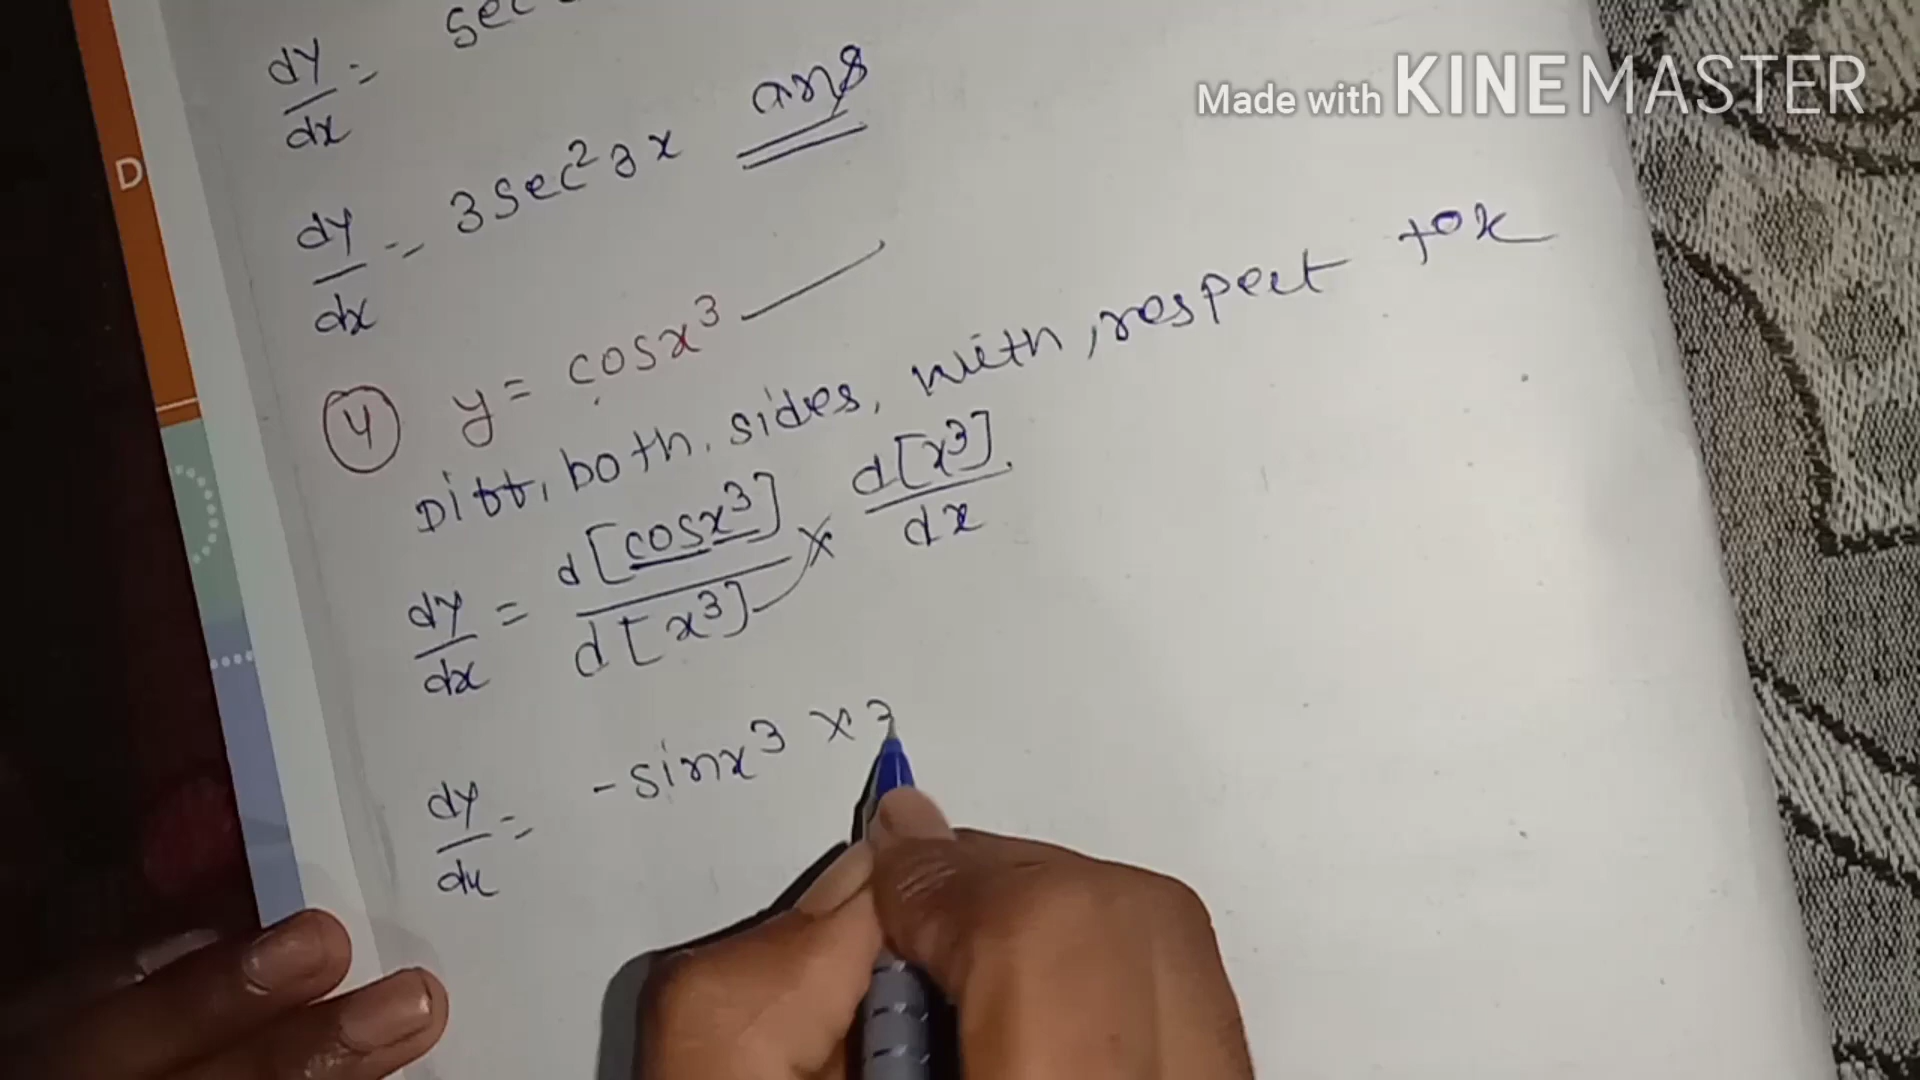 Made with KINEMASTER
D
dy/dx = sec
dy/dx = 3sec²3x ans
④ y = cosx³
Diff, both. sides, with, respect to x
dy/dx = d[cosx³]/d[x³] × d[x³]/dx
dy/dx = -sinx³ × 3